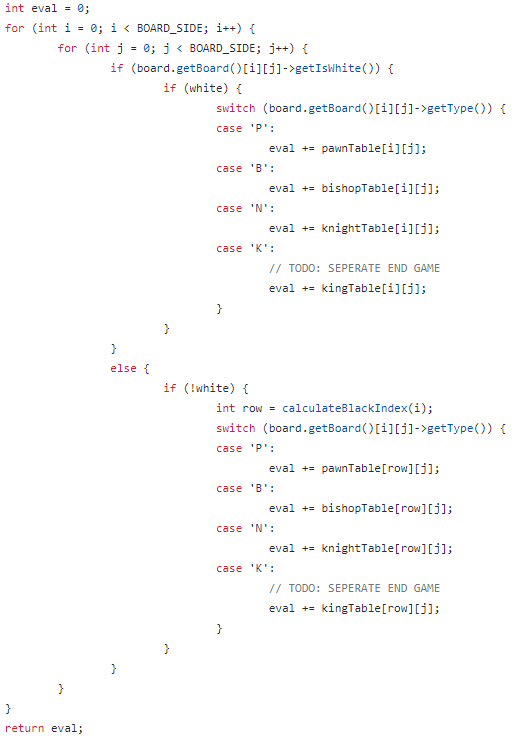 int eval = 0;
for (int i = 0; i < BOARD_SIDE; i++) {
        for (int j = 0; j < BOARD_SIDE; j++) {
                if (board.getBoard()[i][j]->getIsWhite()) {
                        if (white) {
                                switch (board.getBoard()[i][j]->getType()) {
                                case 'P':
                                        eval += pawnTable[i][j];
                                case 'B':
                                        eval += bishopTable[i][j];
                                case 'N':
                                        eval += knightTable[i][j];
                                case 'K':
                                        // TODO: SEPERATE END GAME
                                        eval += kingTable[i][j];
                                }
                        }
                }
                else {
                        if (!white) {
                                int row = calculateBlackIndex(i);
                                switch (board.getBoard()[i][j]->getType()) {
                                case 'P':
                                        eval += pawnTable[row][j];
                                case 'B':
                                        eval += bishopTable[row][j];
                                case 'N':
                                        eval += knightTable[row][j];
                                case 'K':
                                        // TODO: SEPERATE END GAME
                                        eval += kingTable[row][j];
                                }
                        }
                }
        }
}
return eval;